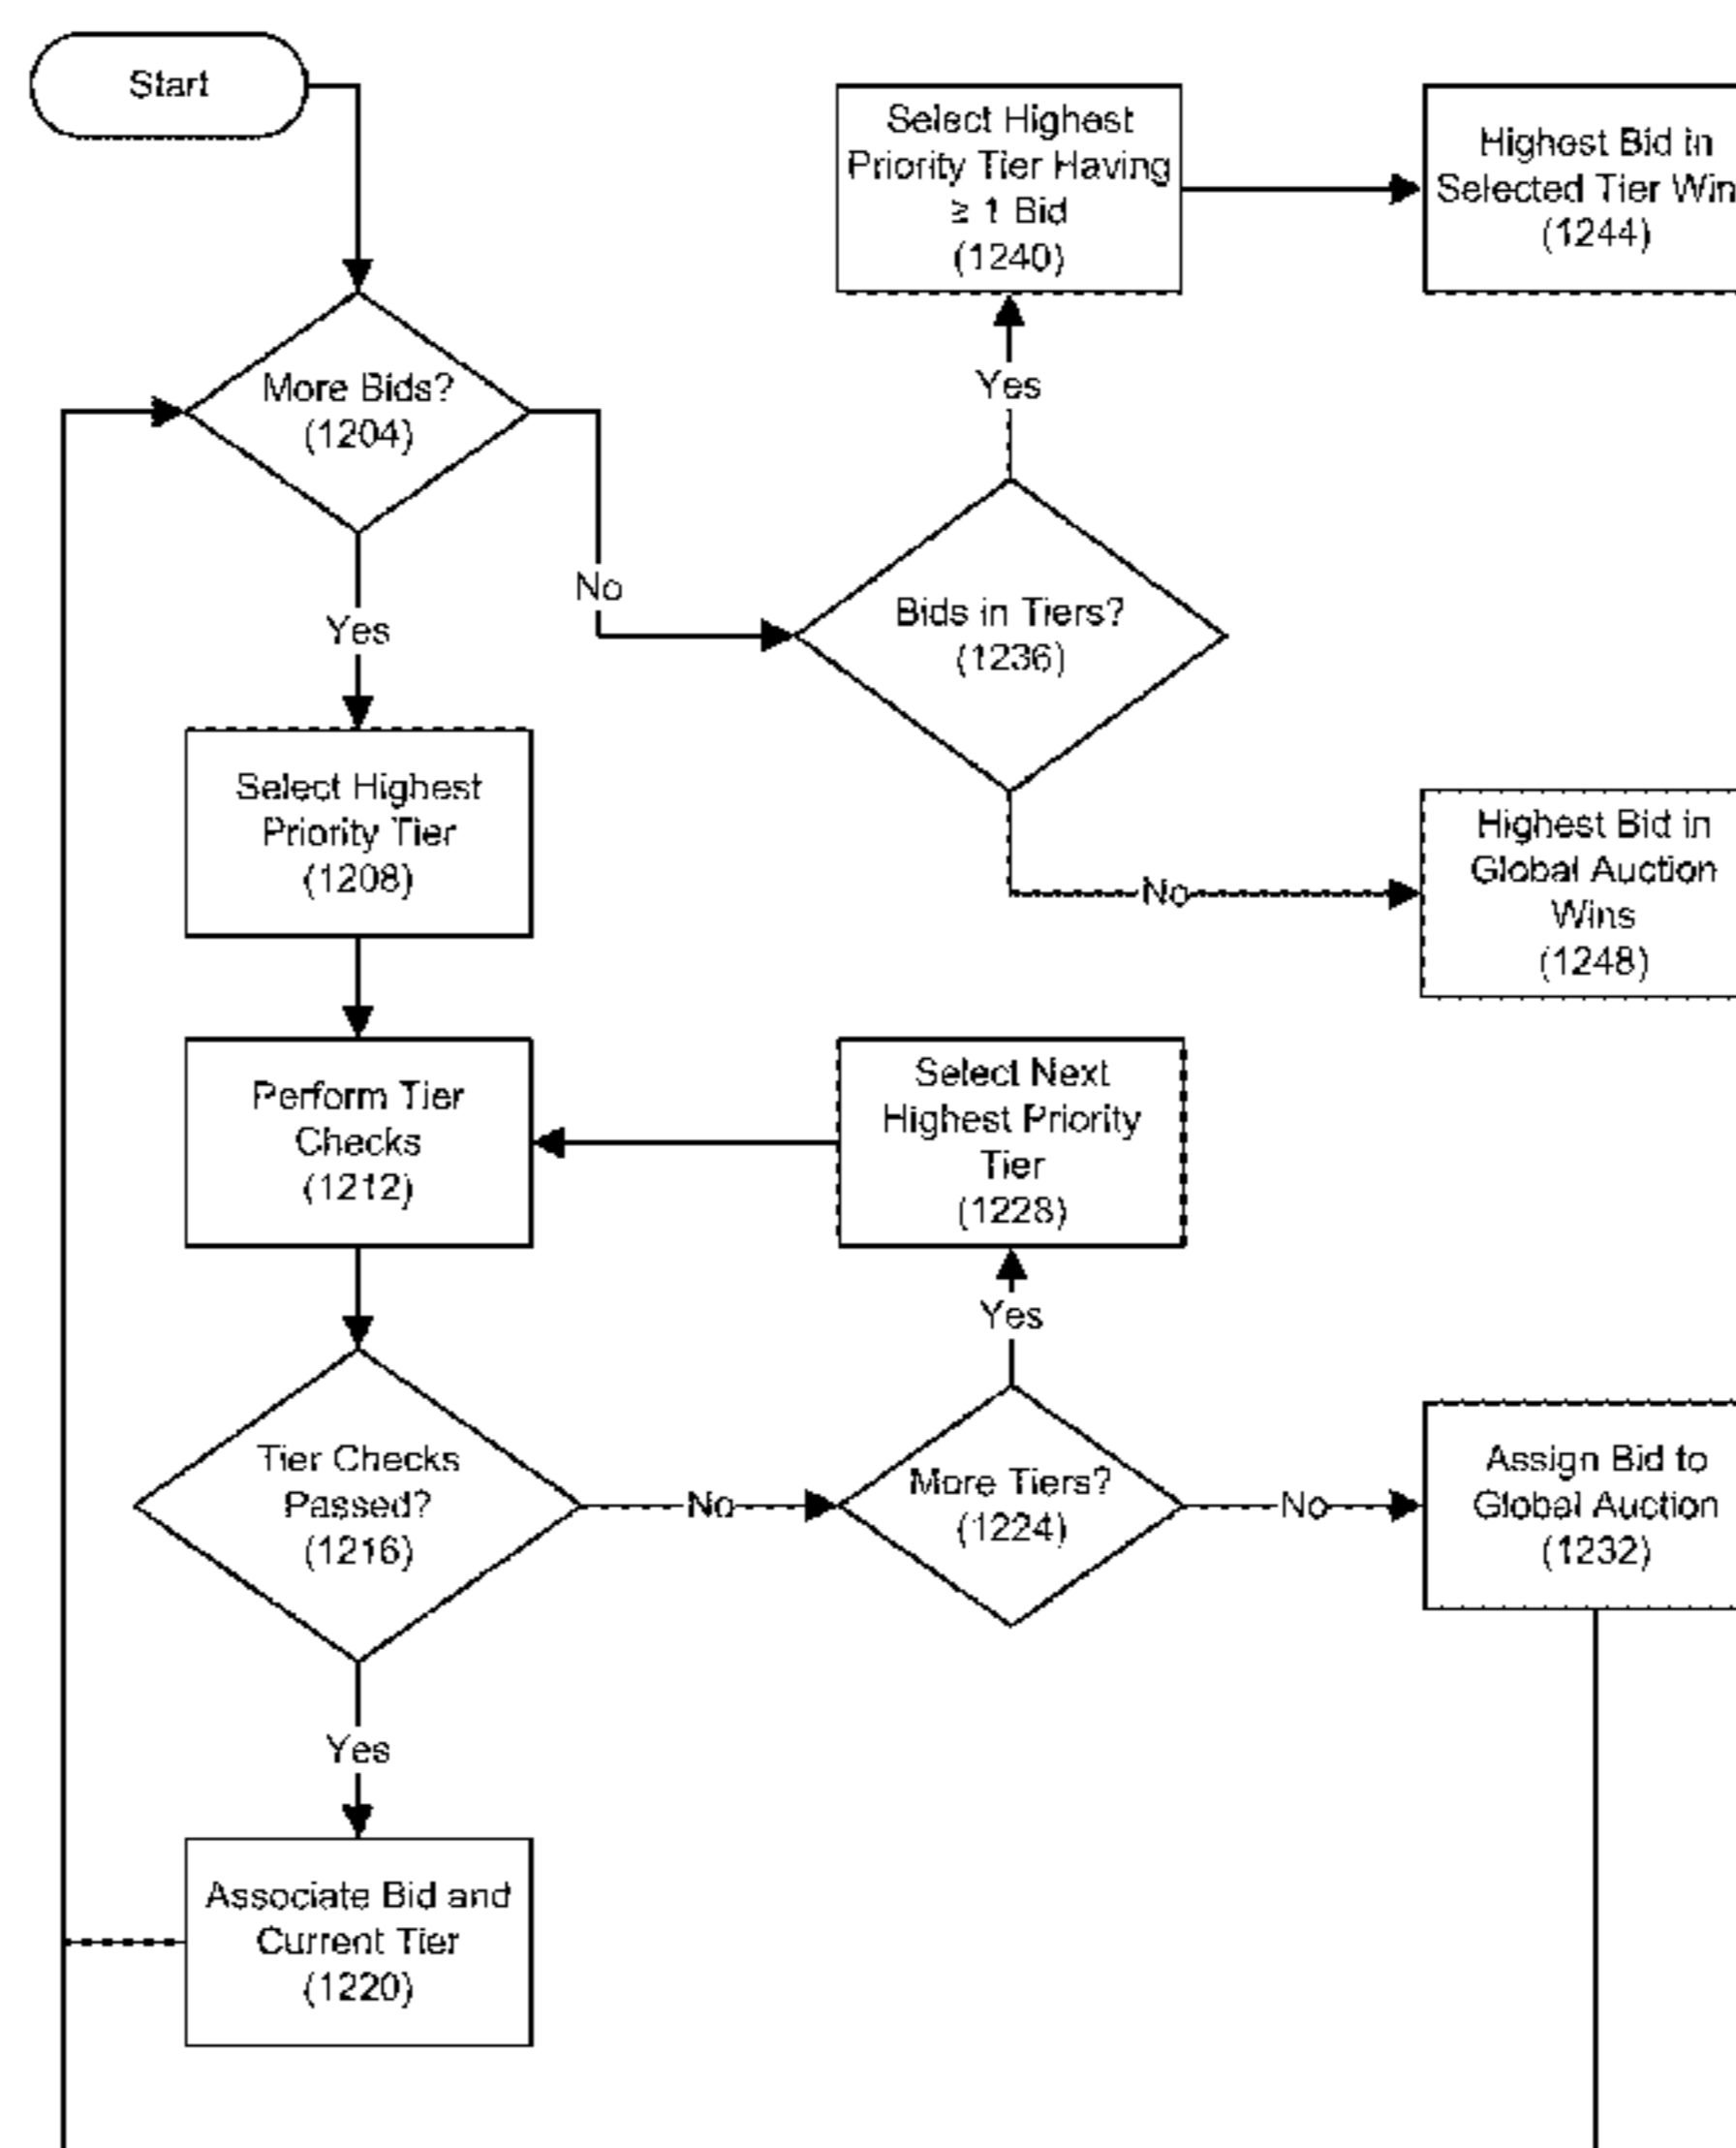 Start
Select Highest
Priority Tier Having
≥ 1 Bid
(1240)
Highest Bid in
Selected Tier Win
(1244)
More Bids?
(1204)
Yes
No
Bids in Tiers?
(1236)
Yes
Select Highest
Priority Tier
(1208)
No
Highest Bid in
Global Auction
Wins
(1248)
Perform Tier
Checks
(1212)
Select Next
Highest Priority
Tier
(1228)
Yes
Tier Checks
Passed?
(1216)
No
More Tiers?
(1224)
No
Assign Bid to
Global Auction
(1232)
Yes
Associate Bid and
Current Tier
(1220)